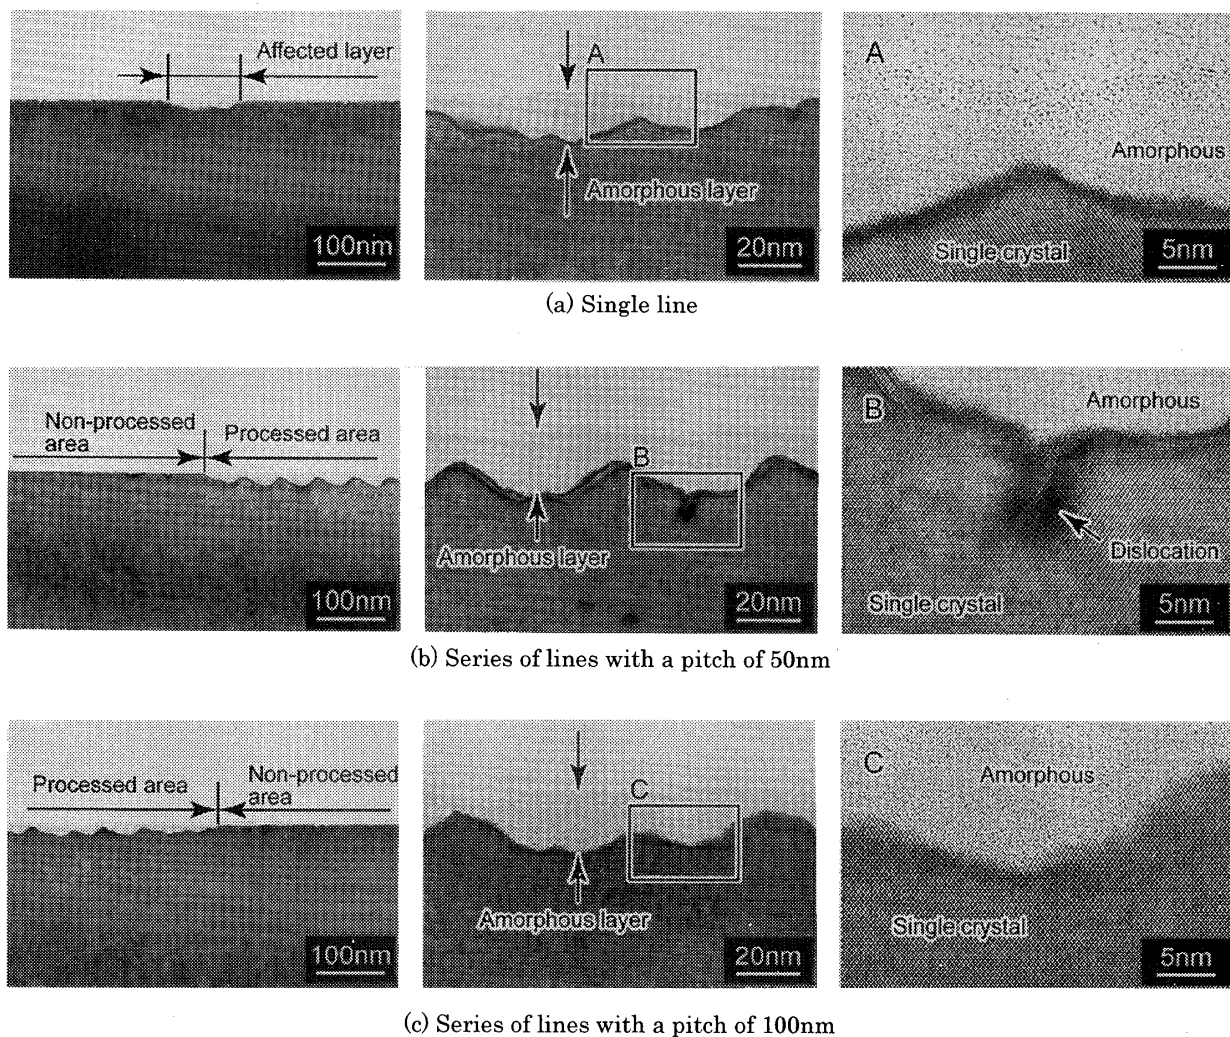 Affected layer
100nm
A
Amorphous layer
20nm
A
Amorphous
Single crystal
5nm
(a) Single line
Non-processed
area
Processed area
100nm
B
Amorphous layer
20nm
B
Amorphous
Dislocation
Single crystal
5nm
(b) Series of lines with a pitch of 50nm
Processed area
Non-processed
area
100nm
C
Amorphous layer
20nm
C
Amorphous
Single crystal
5nm
(c) Series of lines with a pitch of 100nm